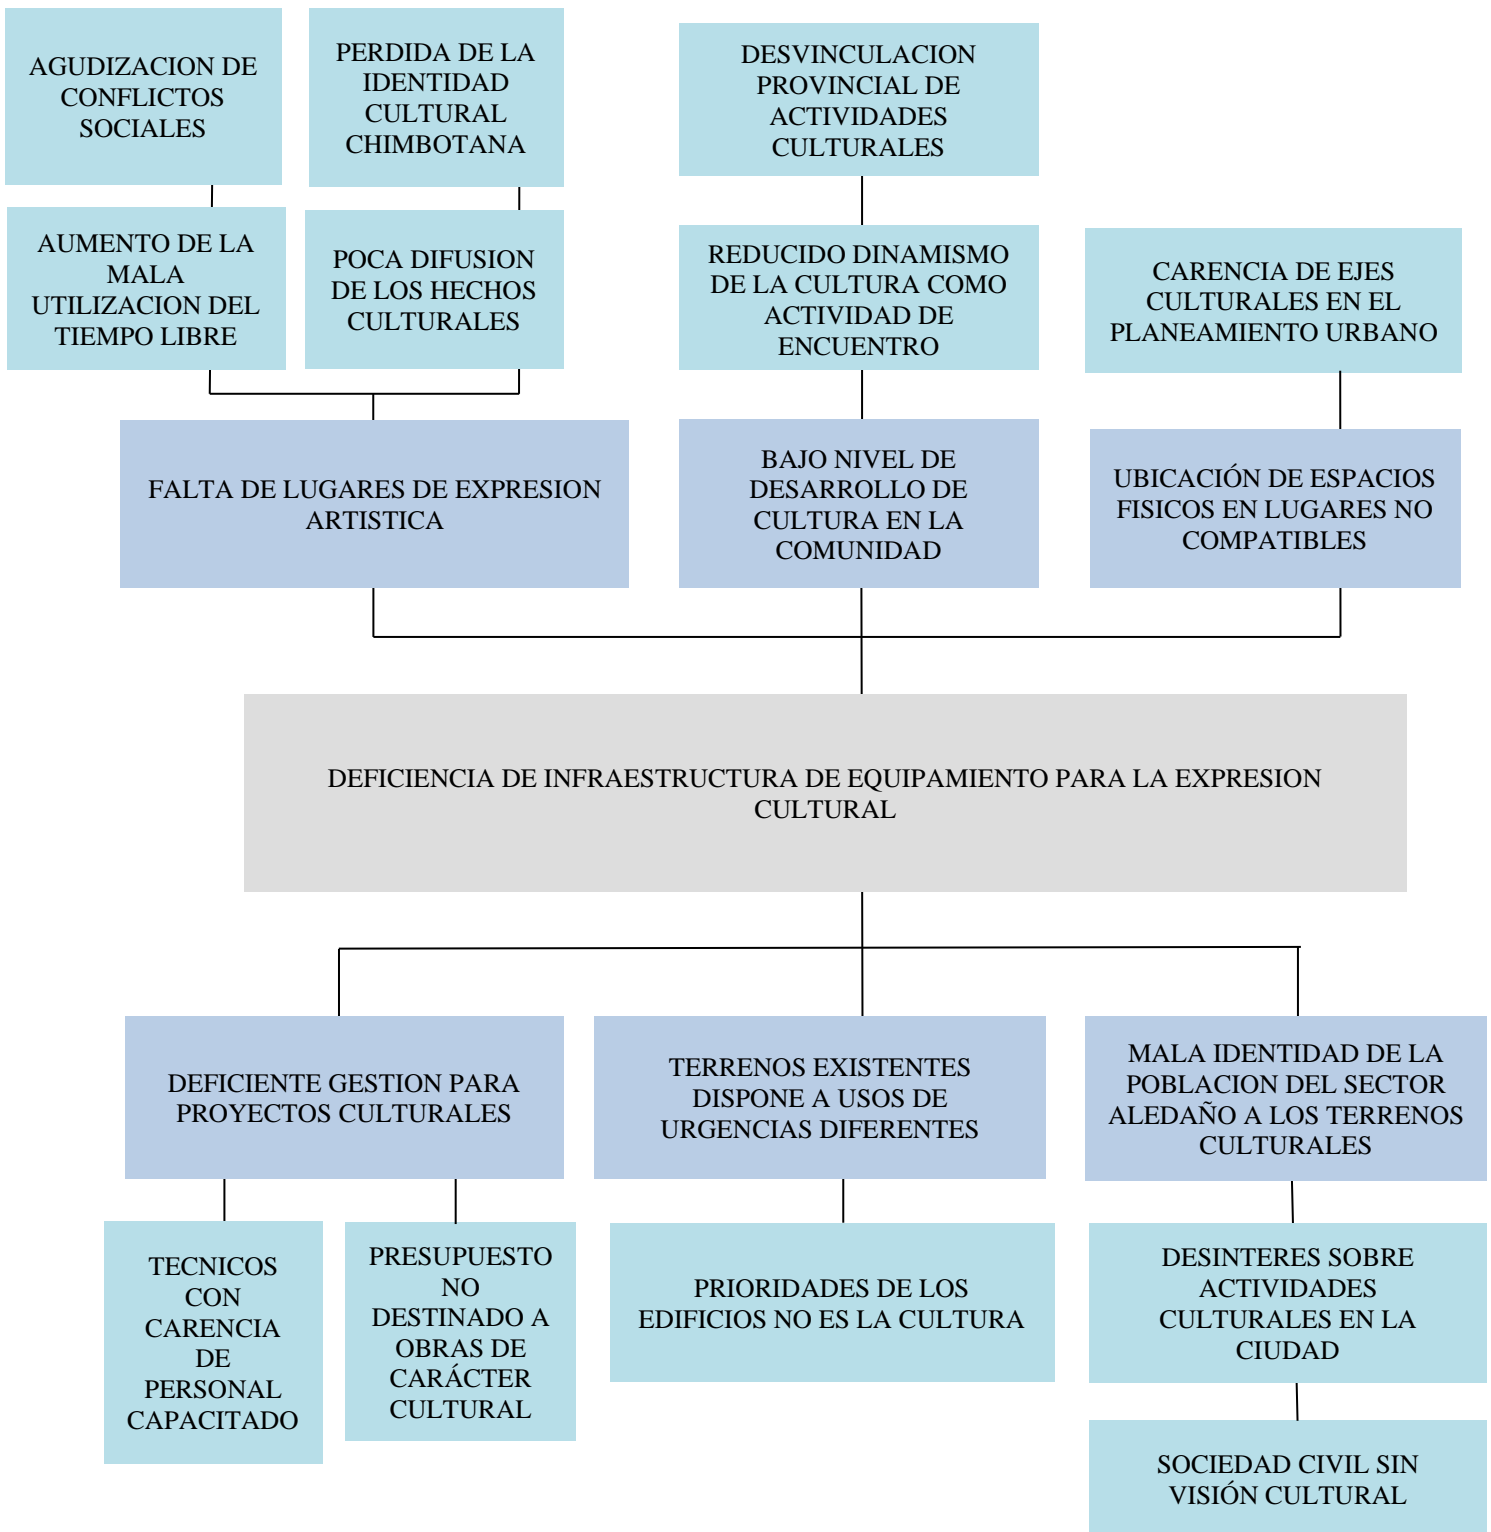 AGUDIZACION DE
CONFLICTOS
SOCIALES
PERDIDA DE LA
IDENTIDAD
CULTURAL
CHIMBOTANA
DESVINCULACION
PROVINCIAL DE
ACTIVIDADES
CULTURALES
AUMENTO DE LA
MALA
UTILIZACION DEL
TIEMPO LIBRE
POCA DIFUSION
DE LOS HECHOS
CULTURALES
REDUCIDO DINAMISMO
DE LA CULTURA COMO
ACTIVIDAD DE
ENCUENTRO
CARENCIA DE EJES
CULTURALES EN EL
PLANEAMIENTO URBANO
FALTA DE LUGARES DE EXPRESION
ARTISTICA
BAJO NIVEL DE
DESARROLLO DE
CULTURA EN LA
COMUNIDAD
UBICACIÓN DE ESPACIOS
FISICOS EN LUGARES NO
COMPATIBLES
DEFICIENCIA DE INFRAESTRUCTURA DE EQUIPAMIENTO PARA LA EXPRESION
CULTURAL
DEFICIENTE GESTION PARA
PROYECTOS CULTURALES
TERRENOS EXISTENTES
DISPONE A USOS DE
URGENCIAS DIFERENTES
MALA IDENTIDAD DE LA
POBLACION DEL SECTOR
ALEDAÑO A LOS TERRENOS
CULTURALES
TECNICOS
CON
CARENCIA
DE
PERSONAL
CAPACITADO
PRESUPUESTO
NO
DESTINADO A
OBRAS DE
CARÁCTER
CULTURAL
PRIORIDADES DE LOS
EDIFICIOS NO ES LA CULTURA
DESINTERES SOBRE
ACTIVIDADES
CULTURALES EN LA
CIUDAD
SOCIEDAD CIVIL SIN
VISIÓN CULTURAL